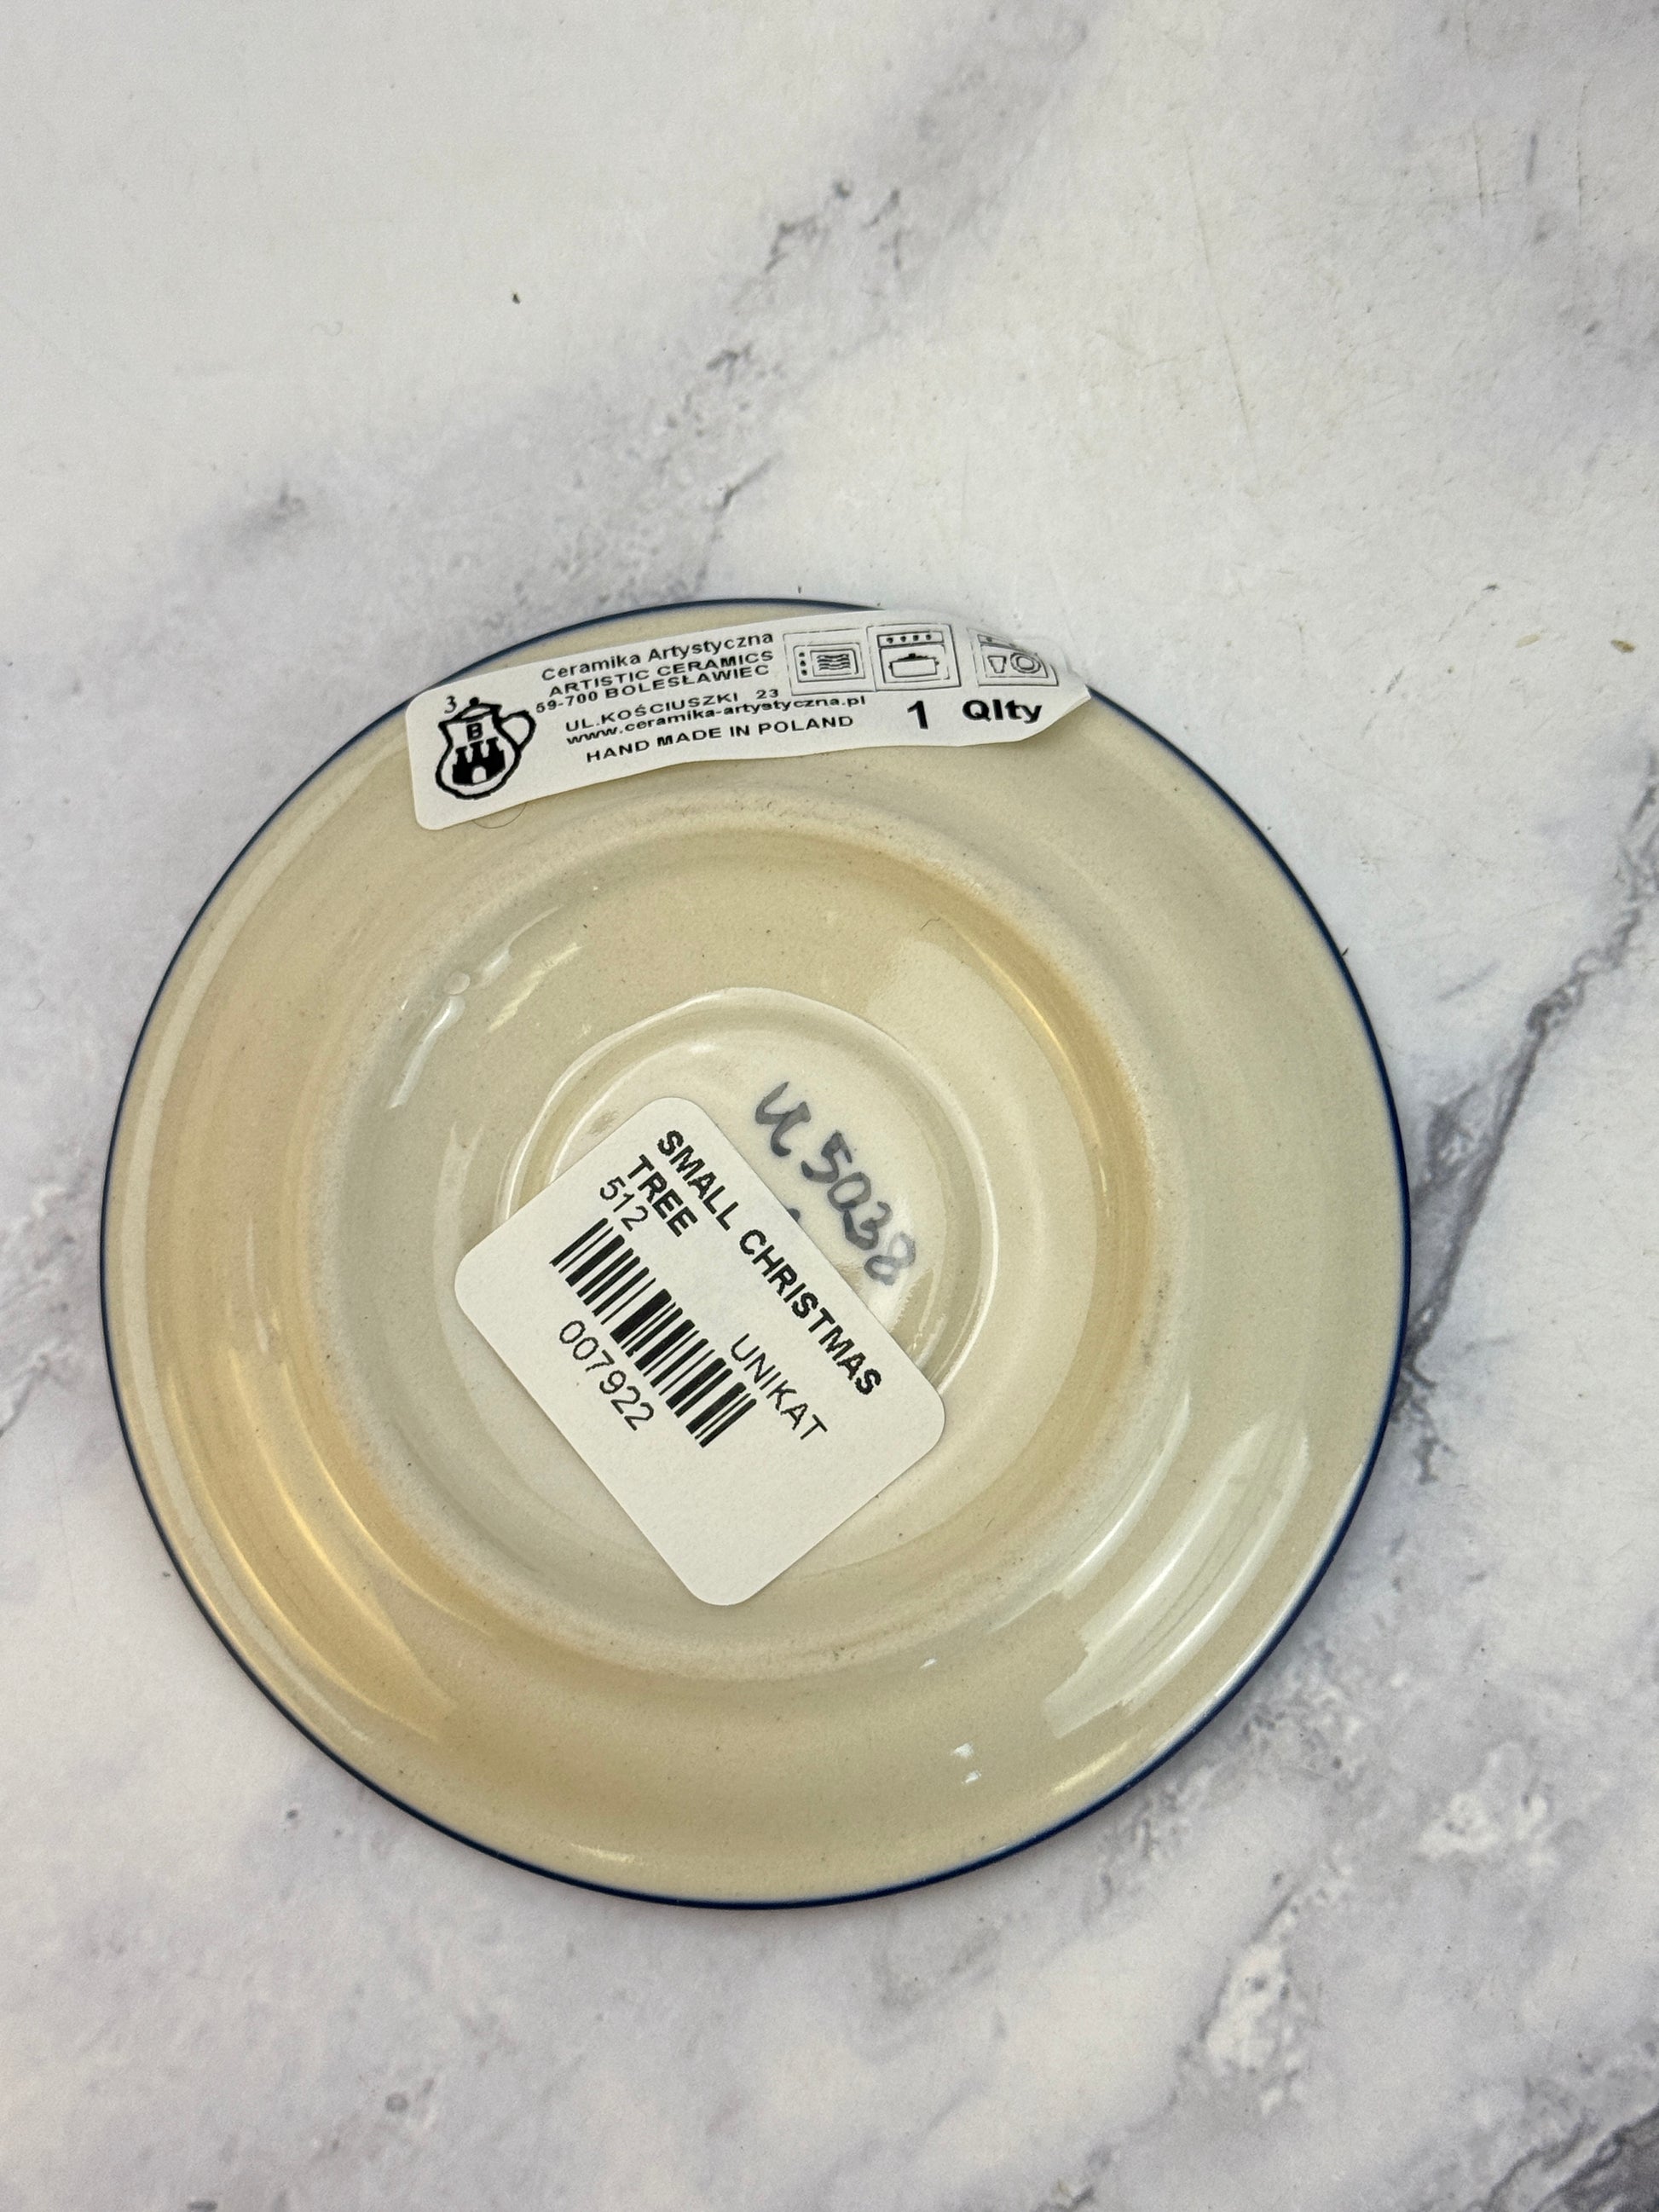 3
B
Ceramika Artystyczna
ARTISTIC CERAMICS
59-700 BOLESŁAWIEC
UL.KOŚCIUSZKI 23
www.ceramika-artystyczna.pl
HAND MADE IN POLAND
1 Qlty
U 5038
SMALL CHRISTMAS
TREE
512
UNIKAT
007922